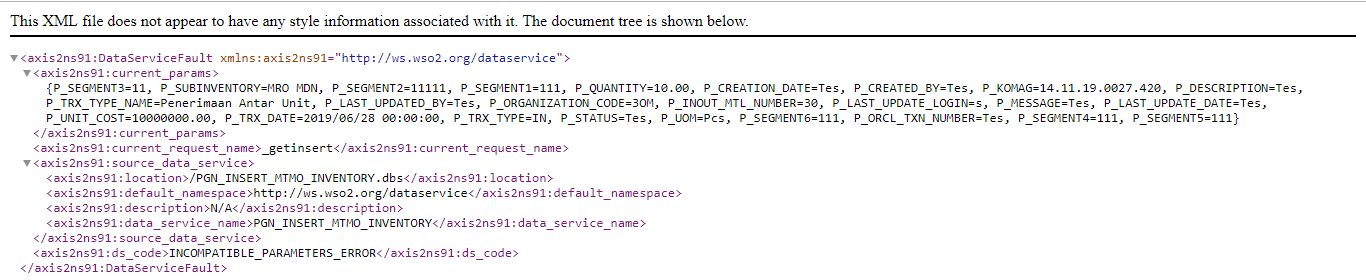 This XML file does not appear to have any style information associated with it. The document tree is shown below.
▼<axis2ns91:DataServiceFault xmlns:axis2ns91="http://ws.wso2.org/dataservice">
▼<axis2ns91:current_params>
{P_SEGMENT3=11, P_SUBINVENTORY=MRO MDN, P_SEGMENT2=11111, P_SEGMENT1=111, P_QUANTITY=10.00, P_CREATION_DATE=Tes, P_CREATED_BY=Tes, P_KOMAG=14.11.19.0027.420, P_DESCRIPTION=Tes,
P_TRX_TYPE_NAME=Penerimaan Antar Unit, P_LAST_UPDATED_BY=Tes, P_ORGANIZATION_CODE=3OM, P_INOUT_MTL_NUMBER=30, P_LAST_UPDATE_LOGIN=s, P_MESSAGE=Tes, P_LAST_UPDATE_DATE=Tes,
P_UNIT_COST=10000000.00, P_TRX_DATE=2019/06/28 00:00:00, P_TRX_TYPE=IN, P_STATUS=Tes, P_UOM=Pcs, P_SEGMENT6=111, P_ORCL_TXN_NUMBER=Tes, P_SEGMENT4=111, P_SEGMENT5=111}
</axis2ns91:current_params>
<axis2ns91:current_request_name>_getinsert</axis2ns91:current_request_name>
▼<axis2ns91:source_data_service>
<axis2ns91:location>/PGN_INSERT_MTMO_INVENTORY.dbs</axis2ns91:location>
<axis2ns91:default_namespace>http://ws.wso2.org/dataservice</axis2ns91:default_namespace>
<axis2ns91:description>N/A</axis2ns91:description>
<axis2ns91:data_service_name>PGN_INSERT_MTMO_INVENTORY</axis2ns91:data_service_name>
</axis2ns91:source_data_service>
<axis2ns91:ds_code>INCOMPATIBLE_PARAMETERS_ERROR</axis2ns91:ds_code>
</axis2ns91:DataServiceFault>